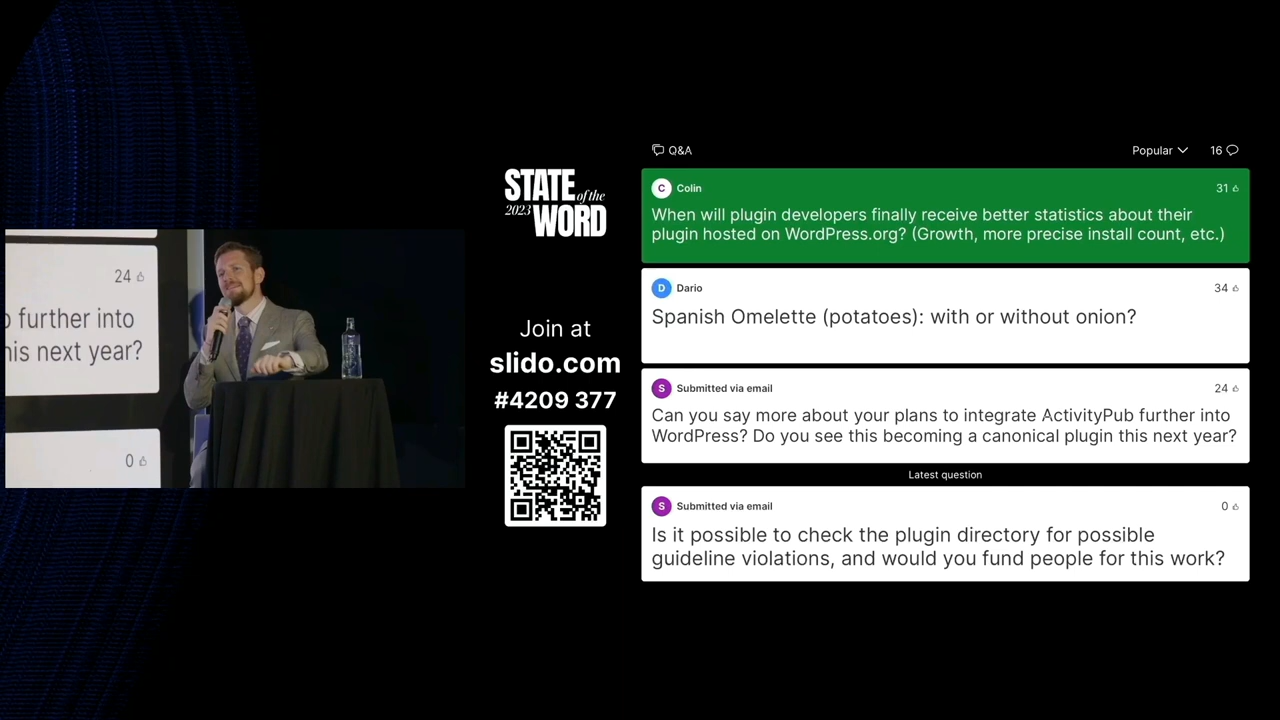 24
o further into
his next year?
0
STATE of the
2023 WORD
Join at
slido.com
#4209 377
Q&A
Popular
16
C Colin
31
When will plugin developers finally receive better statistics about their
plugin hosted on WordPress.org? (Growth, more precise install count, etc.)
D Dario
34
Spanish Omelette (potatoes): with or without onion?
S Submitted via email
24
Can you say more about your plans to integrate ActivityPub further into
WordPress? Do you see this becoming a canonical plugin this next year?
Latest question
S Submitted via email
0
Is it possible to check the plugin directory for possible
guideline violations, and would you fund people for this work?